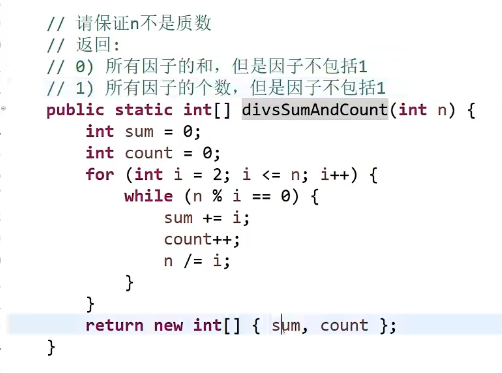 // 请保证n不是质数
// 返回:
// 0) 所有因子的和，但是因子不包括1
// 1) 所有因子的个数，但是因子不包括1
public static int[] divsSumAndCount(int n) {
    int sum = 0;
    int count = 0;
    for (int i = 2; i <= n; i++) {
        while (n % i == 0) {
            sum += i;
            count++;
            n /= i;
        }
    }
    return new int[] { sum, count };
}